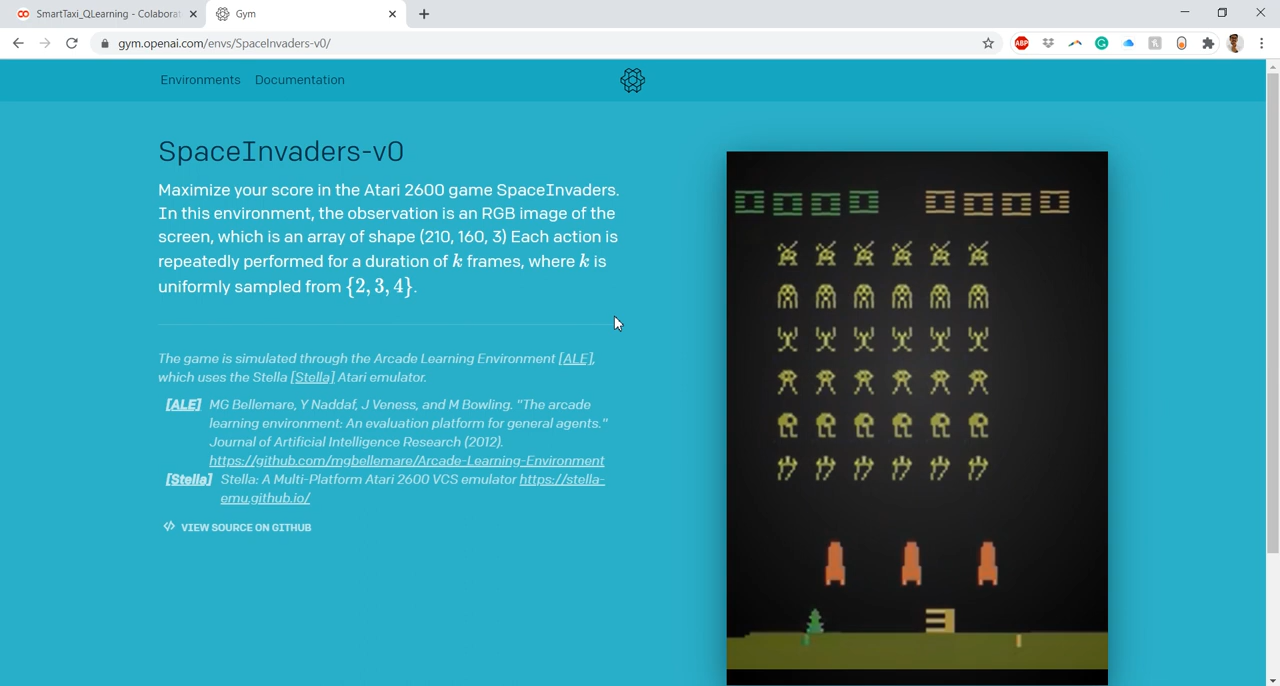 SmartTaxi_QLearning - Colaborat
Gym
gym.openai.com/envs/SpaceInvaders-v0/
ABP
Environments Documentation
SpaceInvaders-v0
Maximize your score in the Atari 2600 game SpaceInvaders.
In this environment, the observation is an RGB image of the
screen, which is an array of shape (210, 160, 3) Each action is
repeatedly performed for a duration of k frames, where k is
uniformly sampled from {2, 3, 4}.
The game is simulated through the Arcade Learning Environment [ALE],
which uses the Stella [Stella] Atari emulator.
[ALE] MG Bellemare, Y Naddaf, J Veness, and M Bowling. "The arcade
learning environment: An evaluation platform for general agents."
Journal of Artificial Intelligence Research (2012).
https://github.com/mgbellemare/Arcade-Learning-Environment
[Stella] Stella: A Multi-Platform Atari 2600 VCS emulator https://stella-
emu.github.io/
VIEW SOURCE ON GITHUB
0000 0000
3